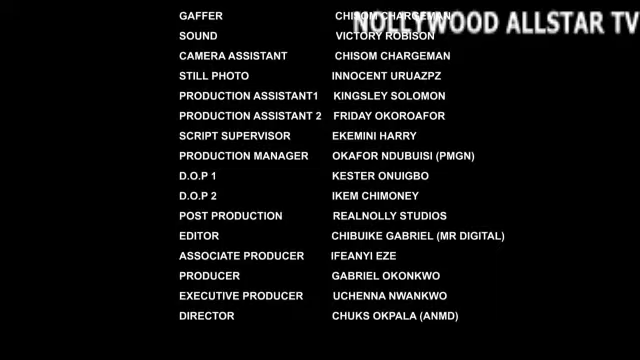 NOLLYWOOD ALLSTAR TV
GAFFER CHISOM CHARGEMAN
SOUND VICTORY ROBISON
CAMERA ASSISTANT CHISOM CHARGEMAN
STILL PHOTO INNOCENT URUAZPZ
PRODUCTION ASSISTANT1 KINGSLEY SOLOMON
PRODUCTION ASSISTANT 2 FRIDAY OKOROAFOR
SCRIPT SUPERVISOR EKEMINI HARRY
PRODUCTION MANAGER OKAFOR NDUBUISI (PMGN)
D.O.P 1 KESTER ONUIGBO
D.O.P 2 IKEM CHIMONEY
POST PRODUCTION REALNOLLY STUDIOS
EDITOR CHIBUIKE GABRIEL (MR DIGITAL)
ASSOCIATE PRODUCER IFEANYI EZE
PRODUCER GABRIEL OKONKWO
EXECUTIVE PRODUCER UCHENNA NWANKWO
DIRECTOR CHUKS OKPALA (ANMD)